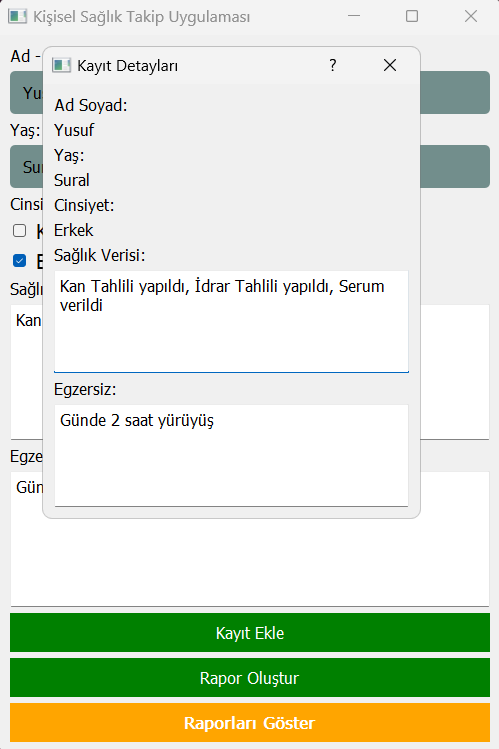 Kişisel Sağlık Takip Uygulaması
Ad -
Yus
Yaş:
Sur
Cinsi
Sağlı
Kan
Egze
Gün
Kayıt Detayları
?
Ad Soyad:
Yusuf
Yaş:
Sural
Cinsiyet:
Erkek
Sağlık Verisi:
Kan Tahlili yapıldı, İdrar Tahlili yapıldı, Serum
verildi
Egzersiz:
Günde 2 saat yürüyüş
Kayıt Ekle
Rapor Oluştur
Raporları Göster